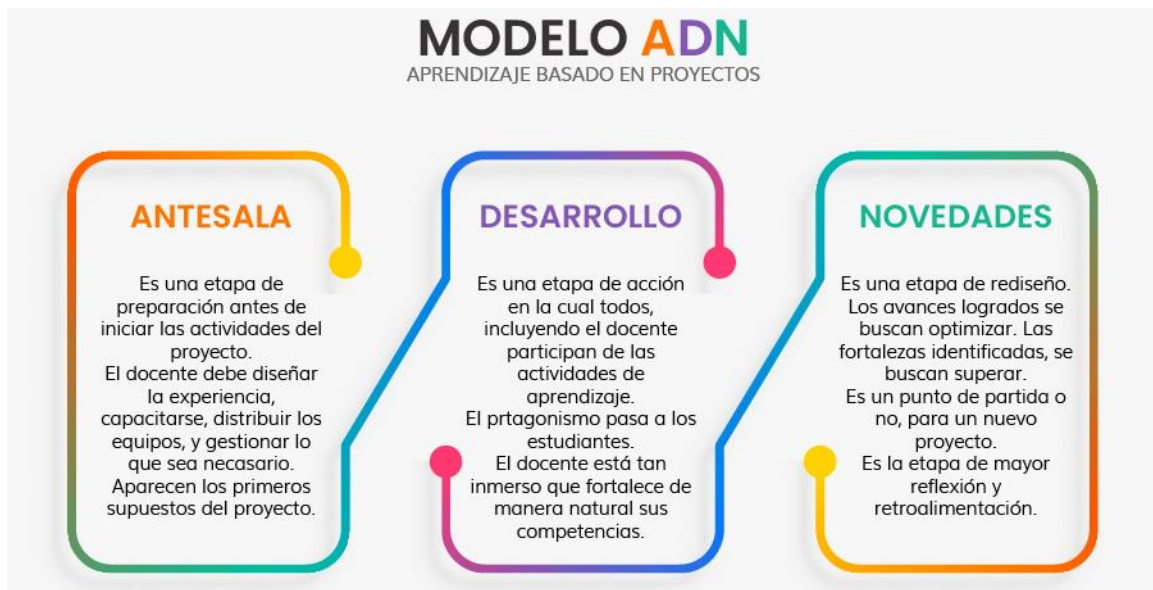 MODELO ADN
APRENDIZAJE BASADO EN PROYECTOS
ANTESALA
Es una etapa de
preparación antes de
iniciar las actividades del
proyecto.
El docente debe diseñar
la experiencia,
capacitarse, distribuir los
equipos, y gestionar lo
que sea necasario.
Aparecen los primeros
supuestos del proyecto.
DESARROLLO
Es una etapa de acción
en la cual todos,
incluyendo el docente
participan de las
actividades de
aprendizaje.
El prtagonismo pasa a los
estudiantes.
El docente está tan
inmerso que fortalece de
manera natural sus
competencias.
NOVEDADES
Es una etapa de rediseño.
Los avances logrados se
buscan optimizar. Las
fortalezas identificadas, se
buscan superar.
Es un punto de partida o
no, para un nuevo
proyecto.
Es la etapa de mayor
reflexión y
retroalimentación.